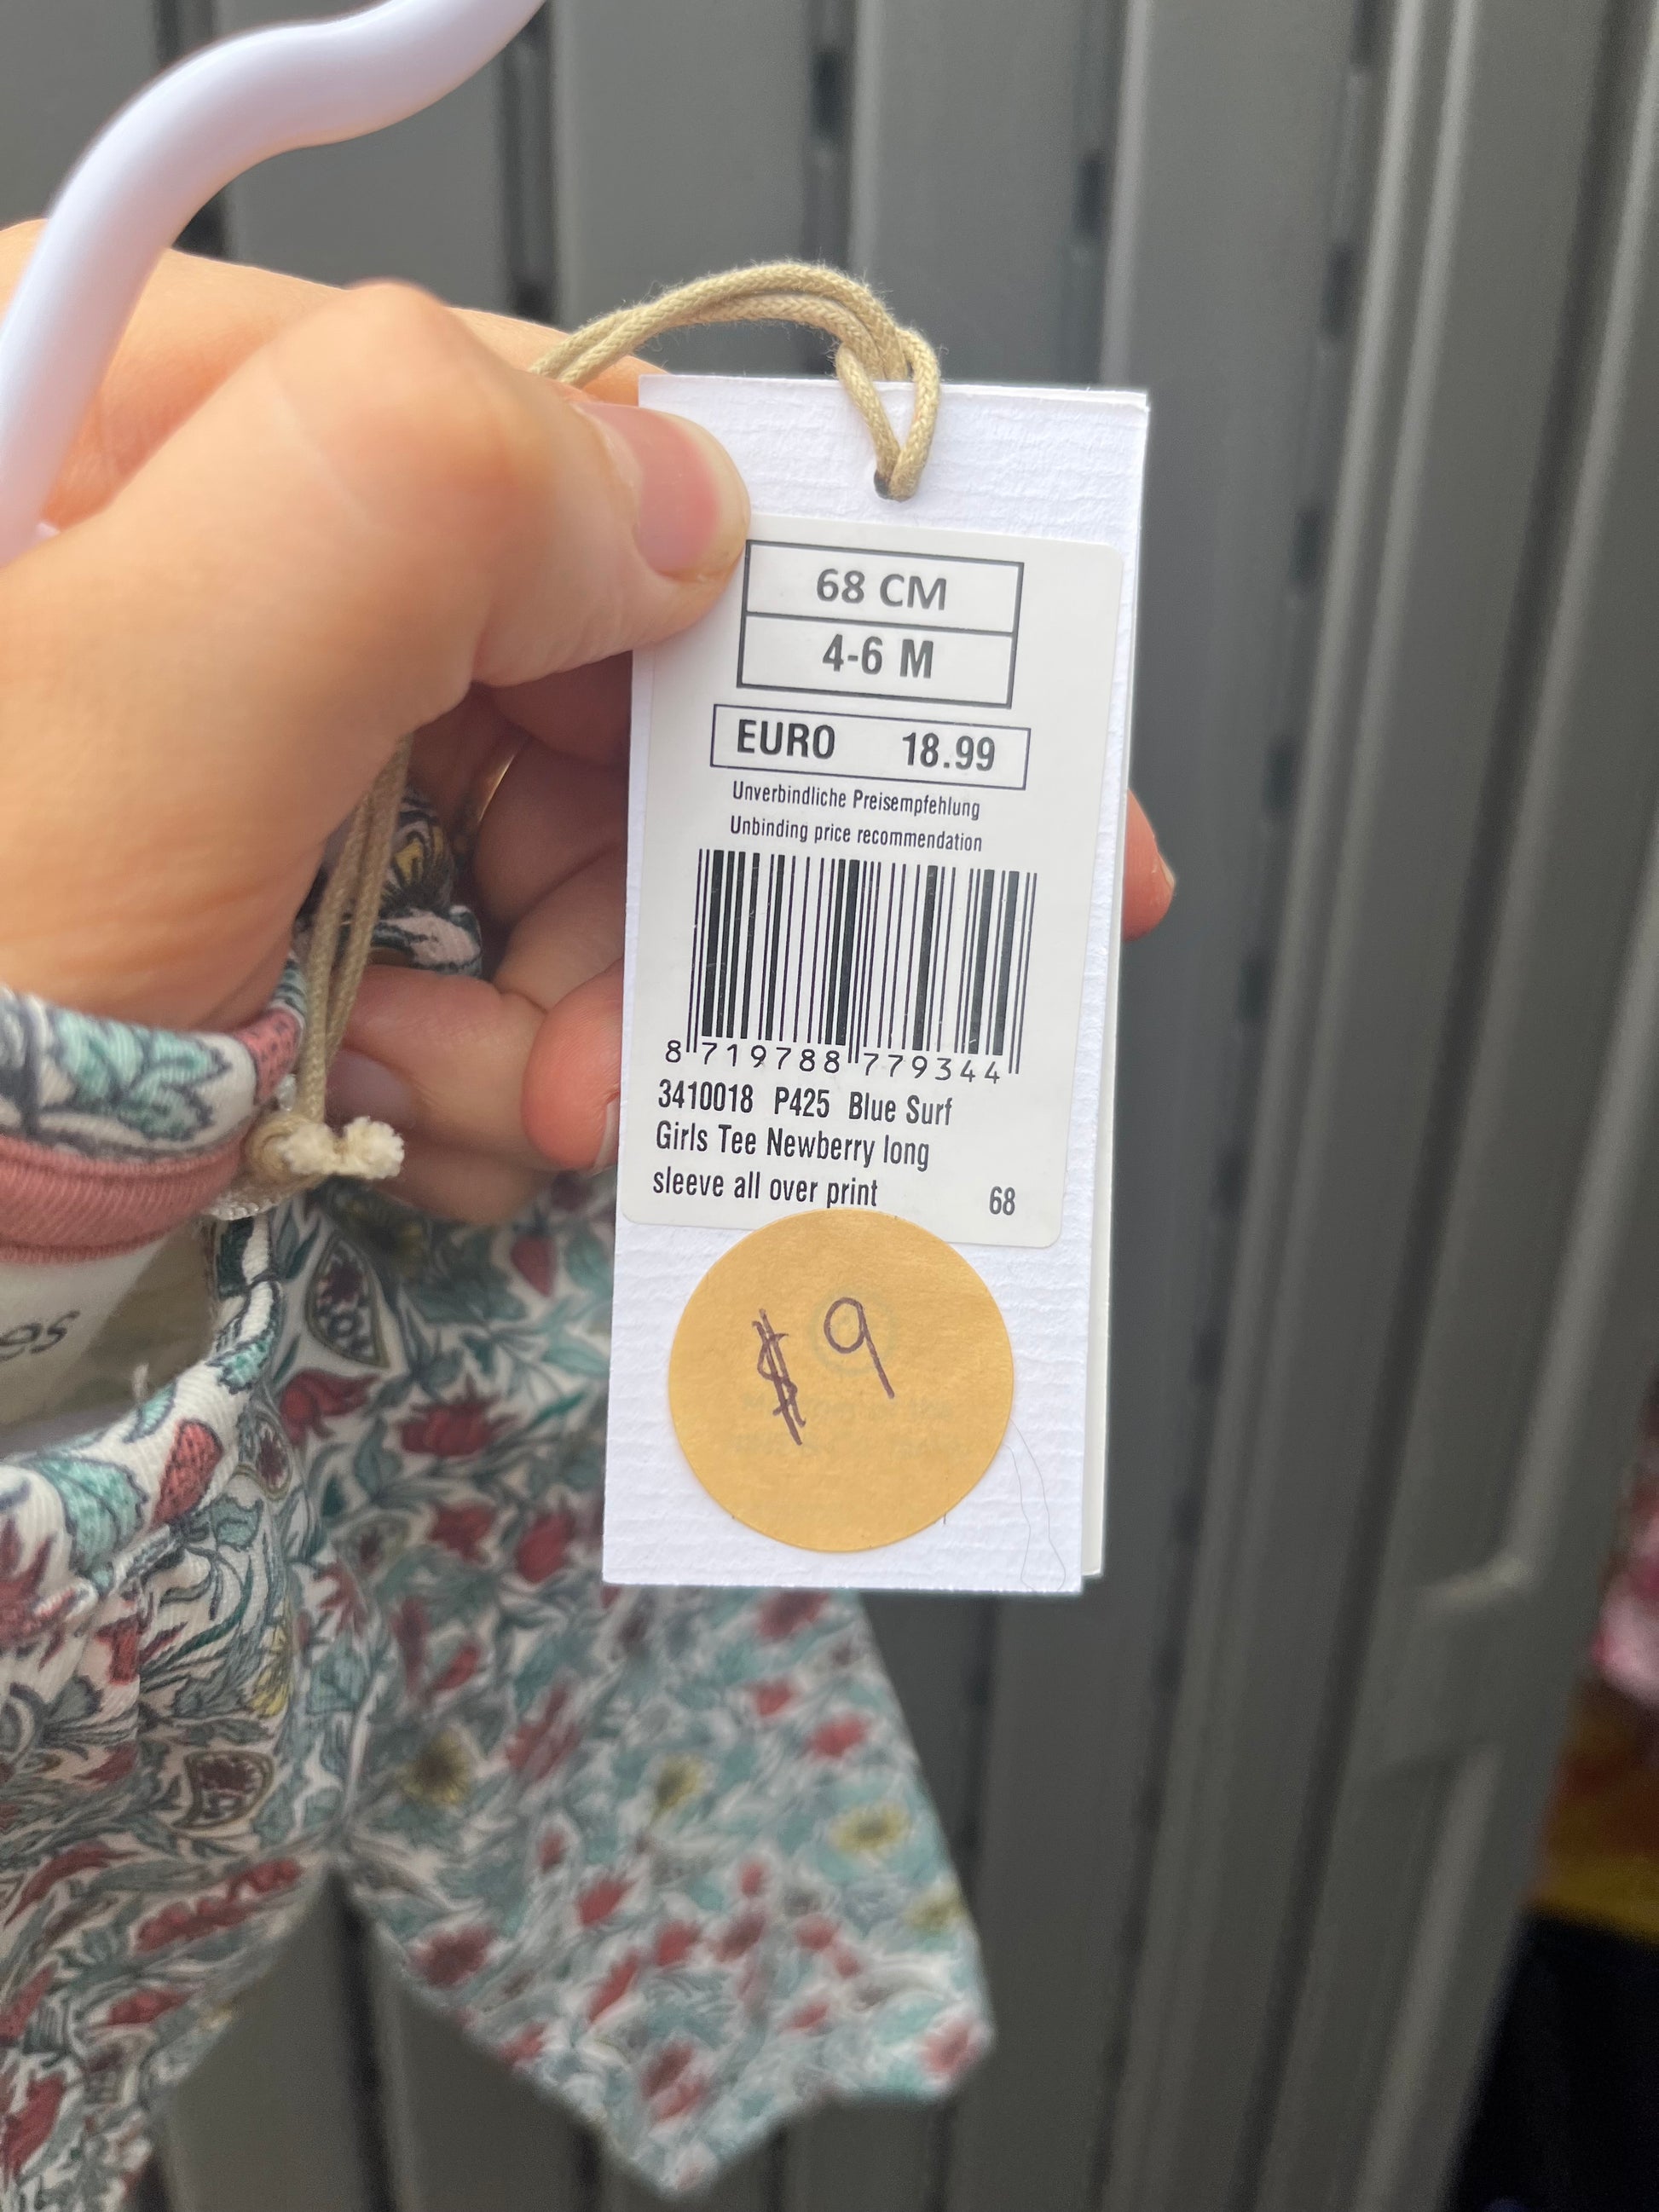 68 CM
4-6 M
EURO 18.99
Unverbindliche Preisempfehlung
Unbinding price recommendation
8 719788 779344
3410018 P425 Blue Surf
Girls Tee Newberry long
sleeve all over print 68
$ 9